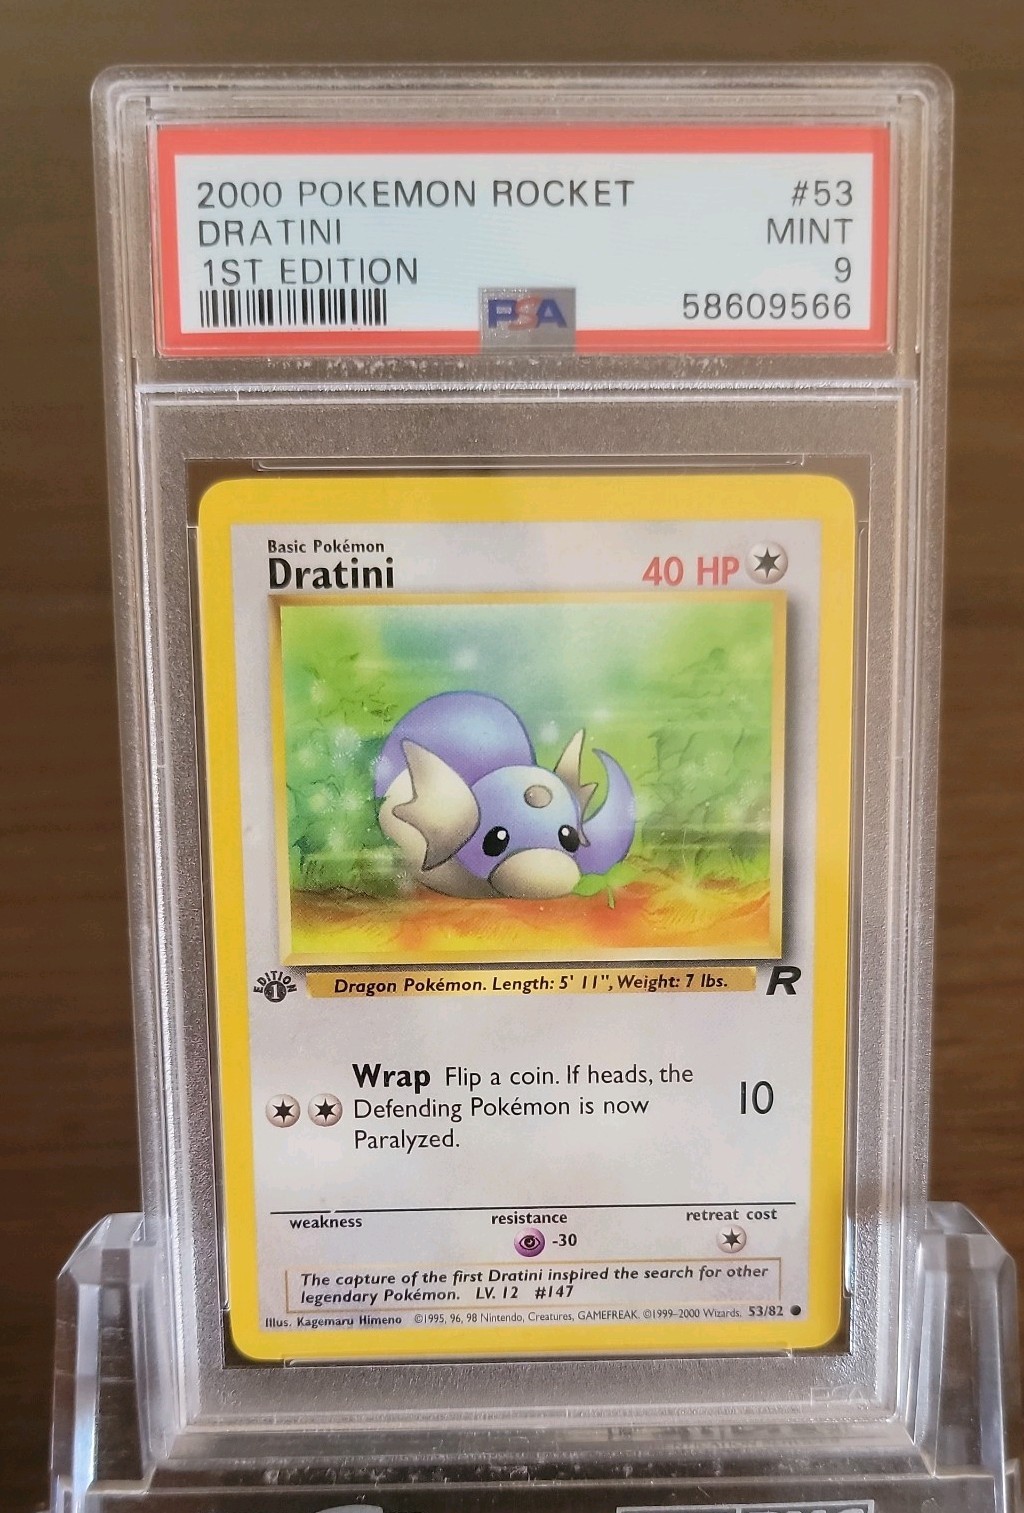 2000 POKEMON ROCKET #53
DRATINI MINT
1ST EDITION 9
PSA 58609566
Basic Pokémon
Dratini 40 HP
EDITION 1
Dragon Pokémon. Length: 5' 11", Weight: 7 lbs. R
Wrap Flip a coin. If heads, the
Defending Pokémon is now 10
Paralyzed.
weakness resistance retreat cost
-30
The capture of the first Dratini inspired the search for other
legendary Pokémon. LV. 12 #147
Illus. Kagemaru Himeno ©1995, 96, 98 Nintendo, Creatures, GAMEFREAK. ©1999-2000 Wizards. 53/82
PSA